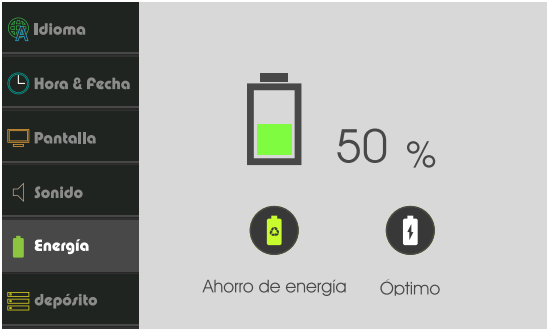 Idioma
Hora & Fecha
Pantalla
Sonido
Energía
depósito
50 %
Ahorro de energía
Óptimo